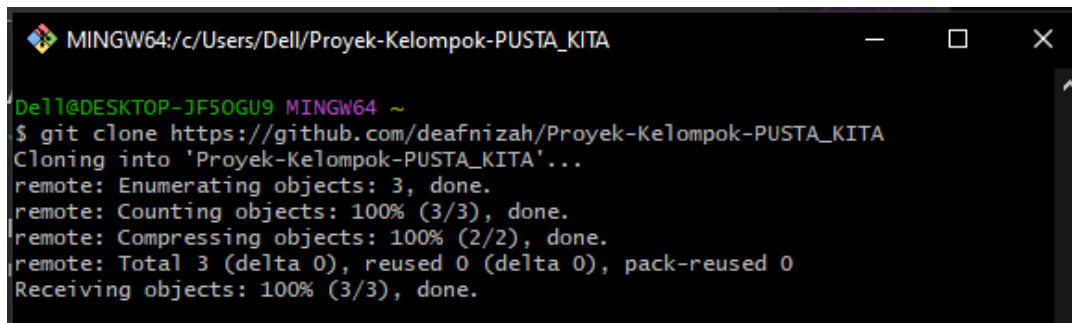 MINGW64:/c/Users/Dell/Proyek-Kelompok-PUSTA_KITA
Dell@DESKTOP-JF5OGU9 MINGW64 ~
$ git clone https://github.com/deafnizah/Proyek-Kelompok-PUSTA_KITA
Cloning into 'Proyek-Kelompok-PUSTA_KITA'...
remote: Enumerating objects: 3, done.
remote: Counting objects: 100% (3/3), done.
remote: Compressing objects: 100% (2/2), done.
remote: Total 3 (delta 0), reused 0 (delta 0), pack-reused 0
Receiving objects: 100% (3/3), done.